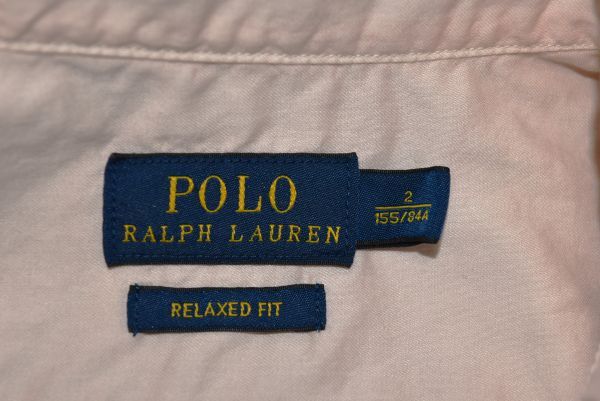 POLO
RALPH LAUREN
2
155/84A
RELAXED FIT